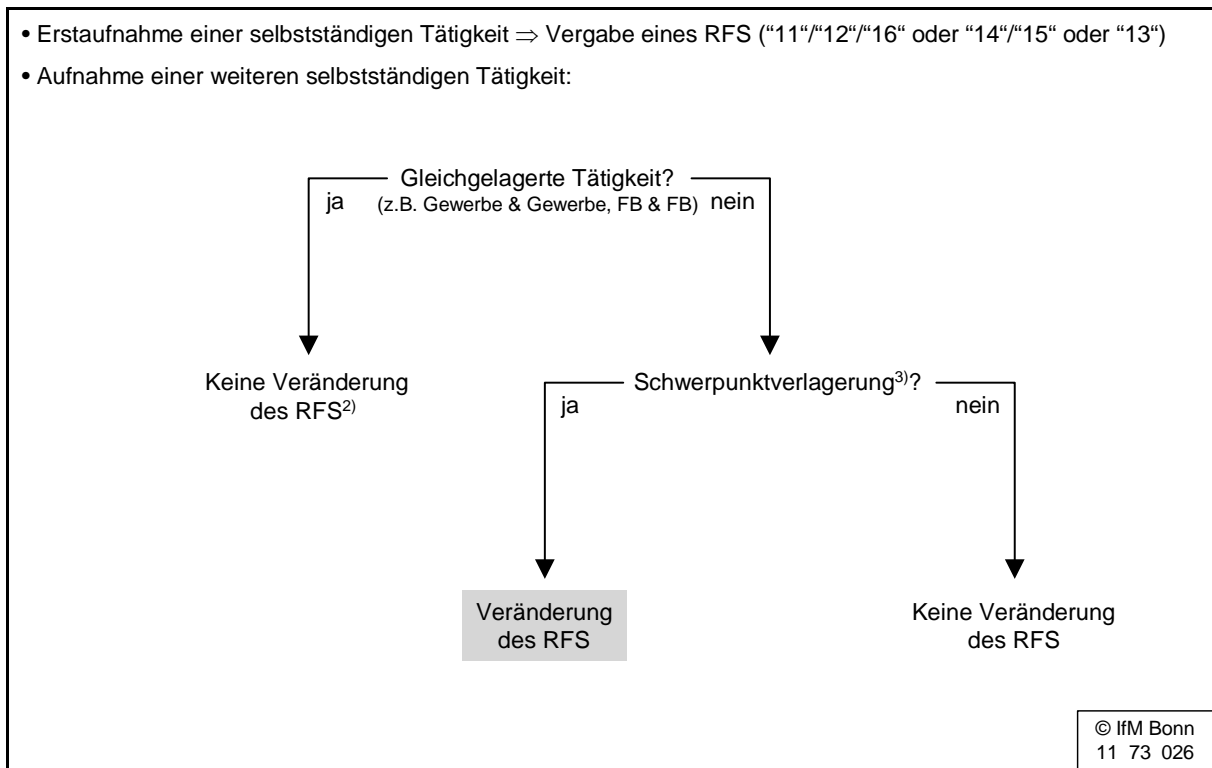 • Erstaufnahme einer selbstständigen Tätigkeit ⇒ Vergabe eines RFS (“11“/“12“/“16“ oder “14“/“15“ oder “13“)
• Aufnahme einer weiteren selbstständigen Tätigkeit:
Gleichgelagerte Tätigkeit?
ja (z.B. Gewerbe & Gewerbe, FB & FB) nein
Keine Veränderung
des RFS2)
Schwerpunktverlagerung3)?
ja nein
Veränderung
des RFS
Keine Veränderung
des RFS
© IfM Bonn
11 73 026